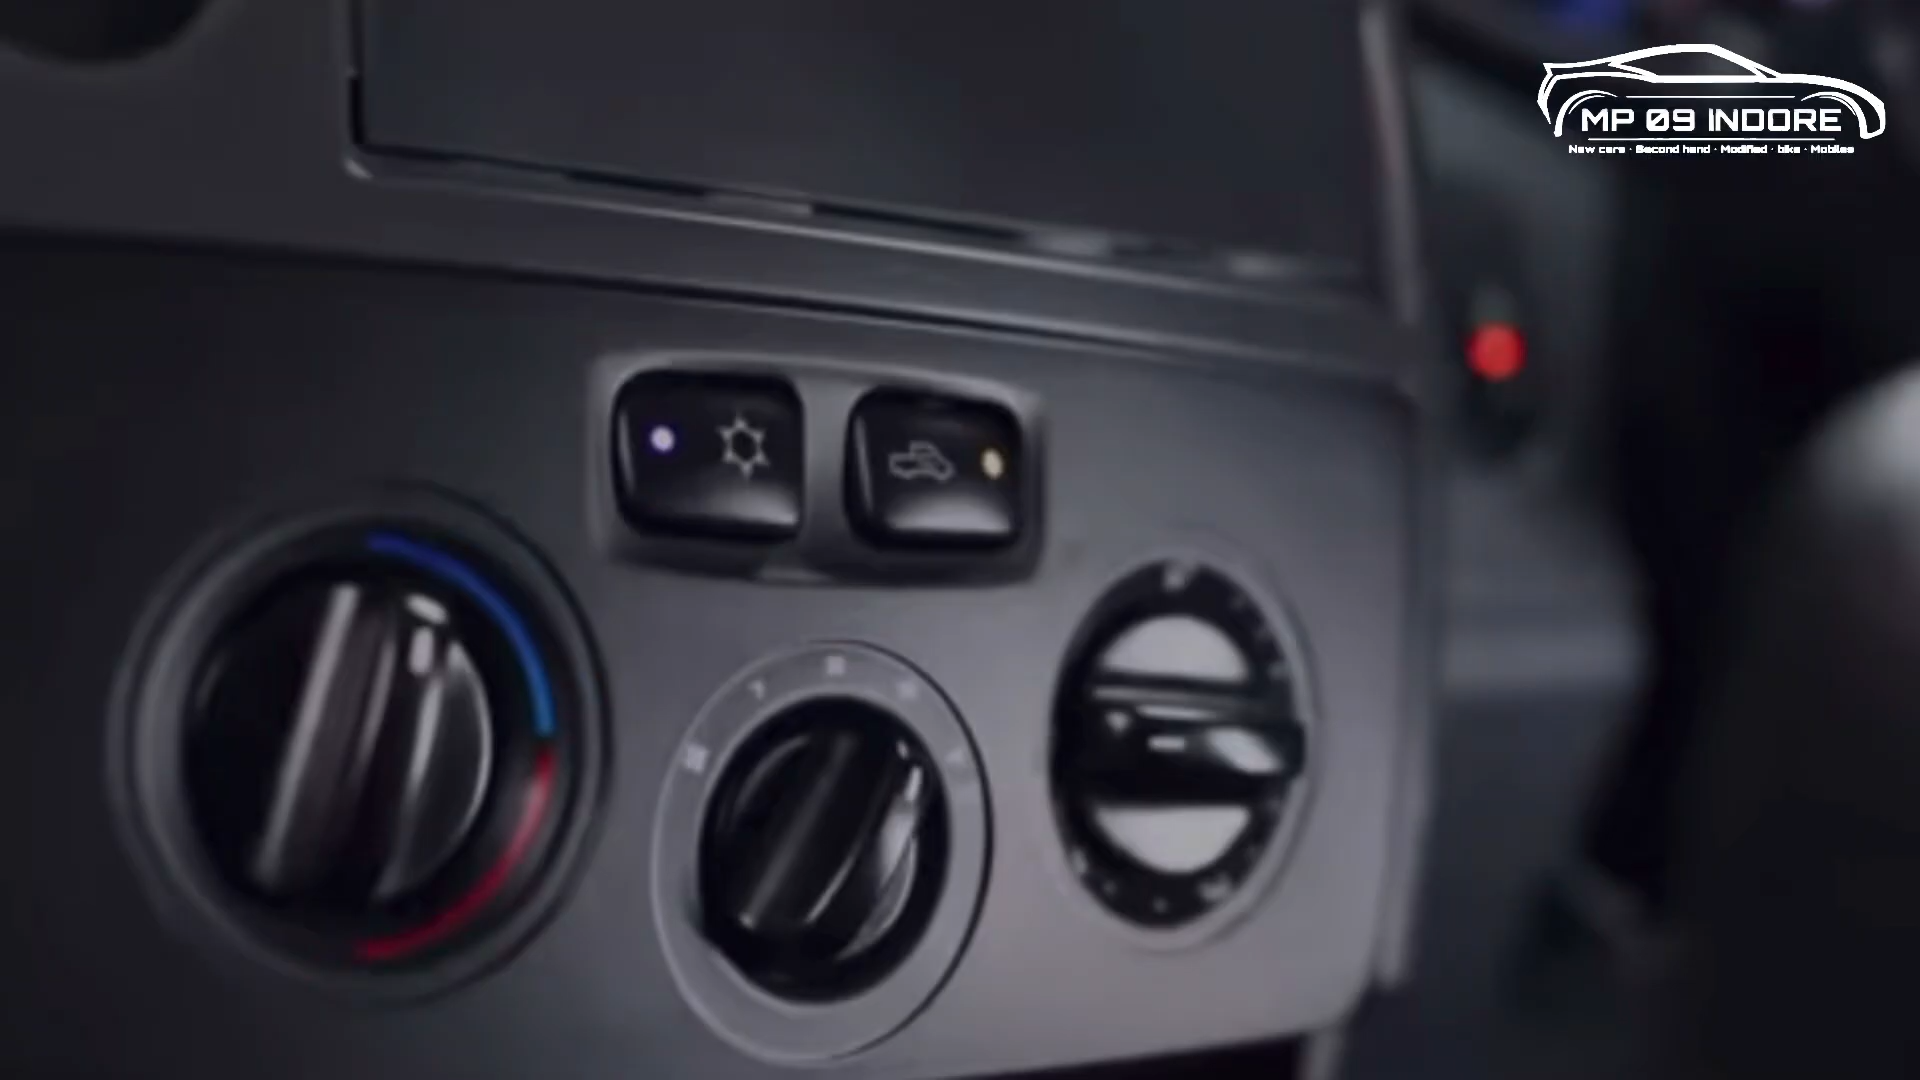 MP 09 INDORE
New cars · Second hand · Modified · bike · Mobiles